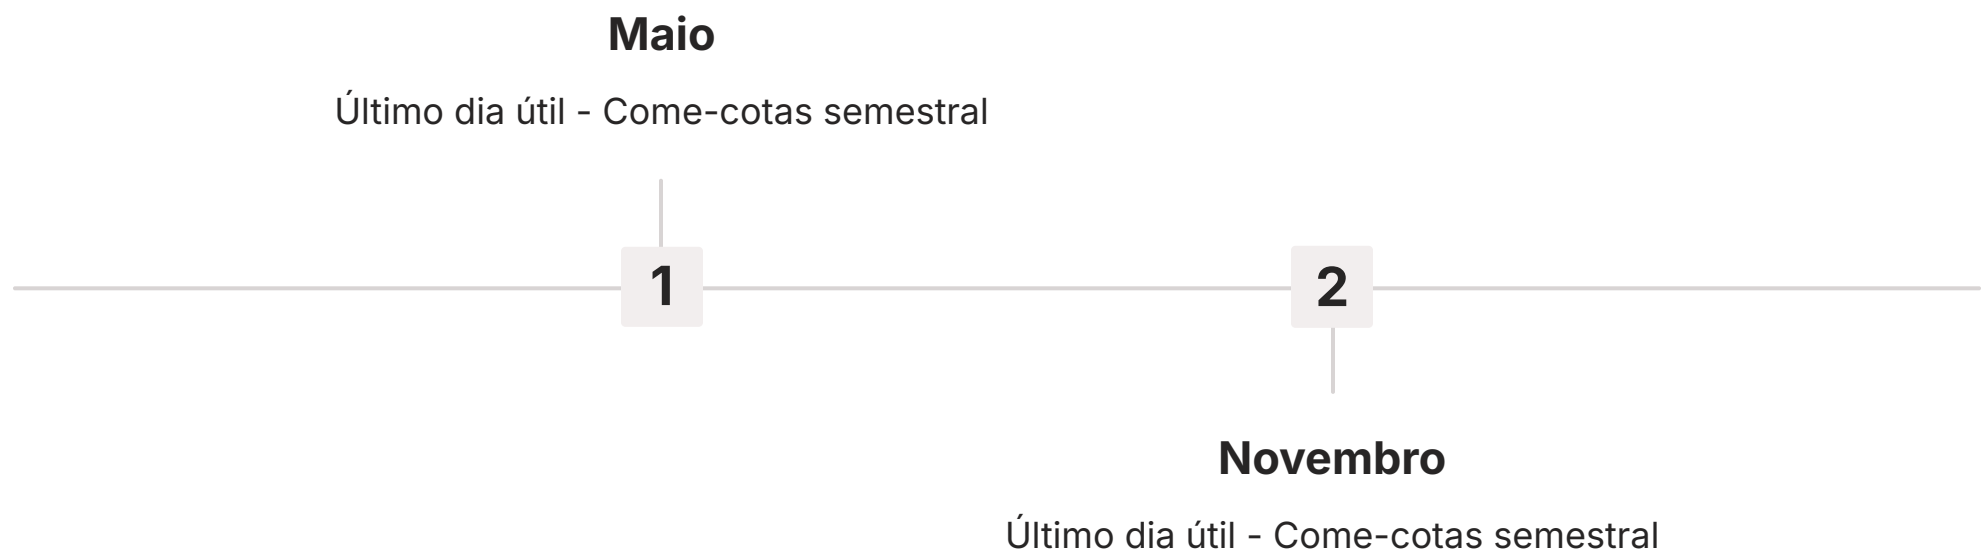 Maio
Último dia útil - Come-cotas semestral
1
2
Novembro
Último dia útil - Come-cotas semestral